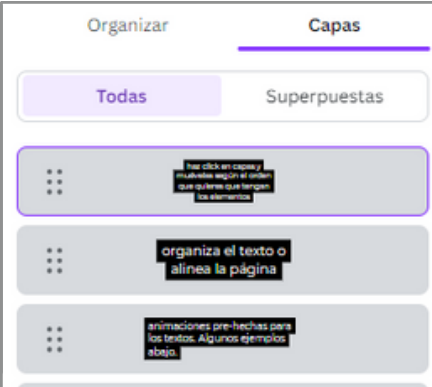 Organizar Capas
Todas Superpuestas
haz click en capas y
muévelas según el orden
que quieres que tengan
los elementos
organiza el texto o
alinea la página
animaciones pre-hechas para
los textos. Algunos ejemplos
abajo.